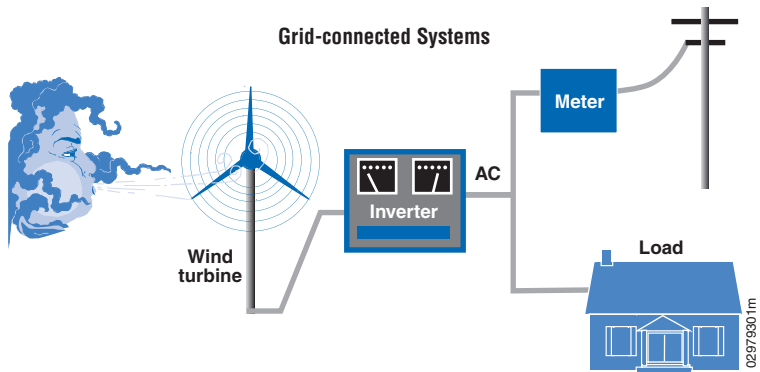 Grid-connected Systems
Meter
AC
Inverter
Wind
turbine
Load
02979301m